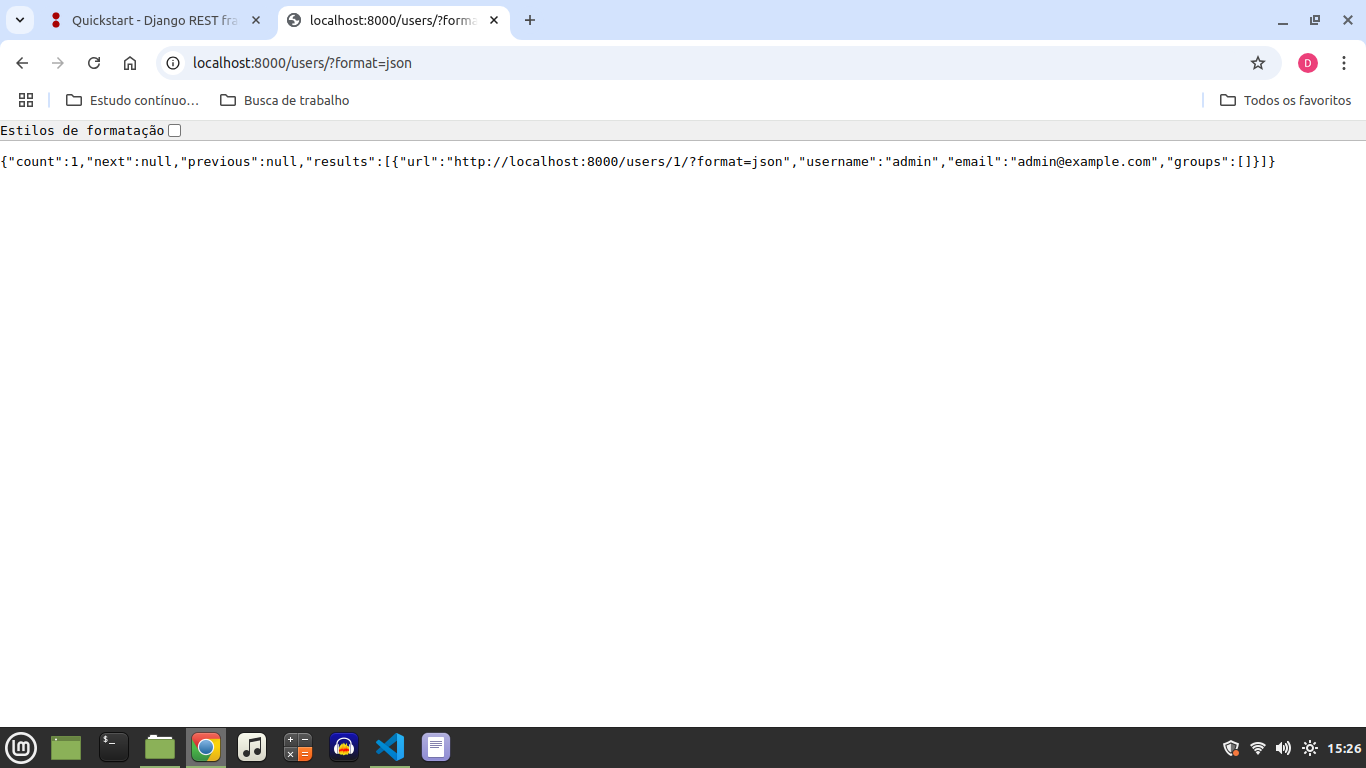 Quickstart - Django REST fra
localhost:8000/users/?forma
localhost:8000/users/?format=json
D
Estudo contínuo…
Busca de trabalho
Todos os favoritos
Estilos de formatação
{"count":1,"next":null,"previous":null,"results":[{"url":"http://localhost:8000/users/1/?format=json","username":"admin","email":"admin@example.com","groups":[]}]}
15:26